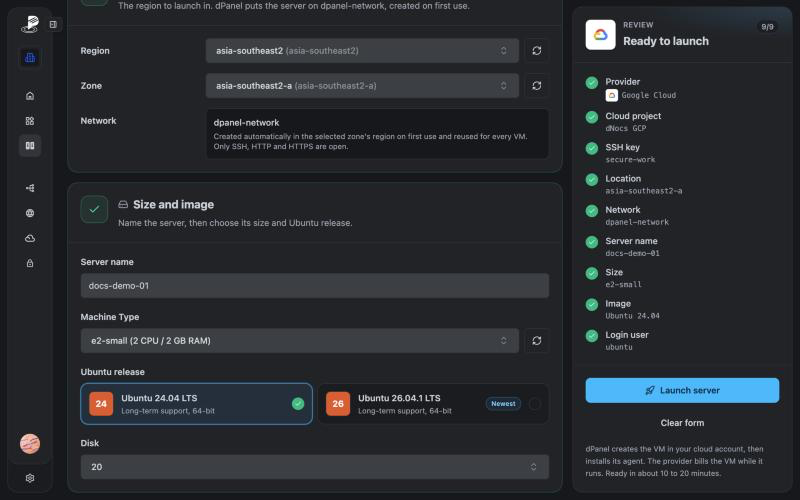 The region to launch in. dPanel puts the server on dpanel-network, created on first use.
Region
asia-southeast2 (asia-southeast2)
Zone
asia-southeast2-a (asia-southeast2-a)
Network
dpanel-network
Created automatically in the selected zone's region on first use and reused for every VM.
Only SSH, HTTP and HTTPS are open.
Size and image
Name the server, then choose its size and Ubuntu release.
Server name
docs-demo-01
Machine Type
e2-small (2 CPU / 2 GB RAM)
Ubuntu release
24
Ubuntu 24.04 LTS
Long-term support, 64-bit
26
Ubuntu 26.04.1 LTS
Long-term support, 64-bit
Newest
Disk
20
REVIEW
9/9
Ready to launch
Provider
Google Cloud
Cloud project
dNocs GCP
SSH key
secure-work
Location
asia-southeast2-a
Network
dpanel-network
Server name
docs-demo-01
Size
e2-small
Image
Ubuntu 24.04
Login user
ubuntu
Launch server
Clear form
dPanel creates the VM in your cloud account, then
installs its agent. The provider bills the VM while it
runs. Ready in about 10 to 20 minutes.